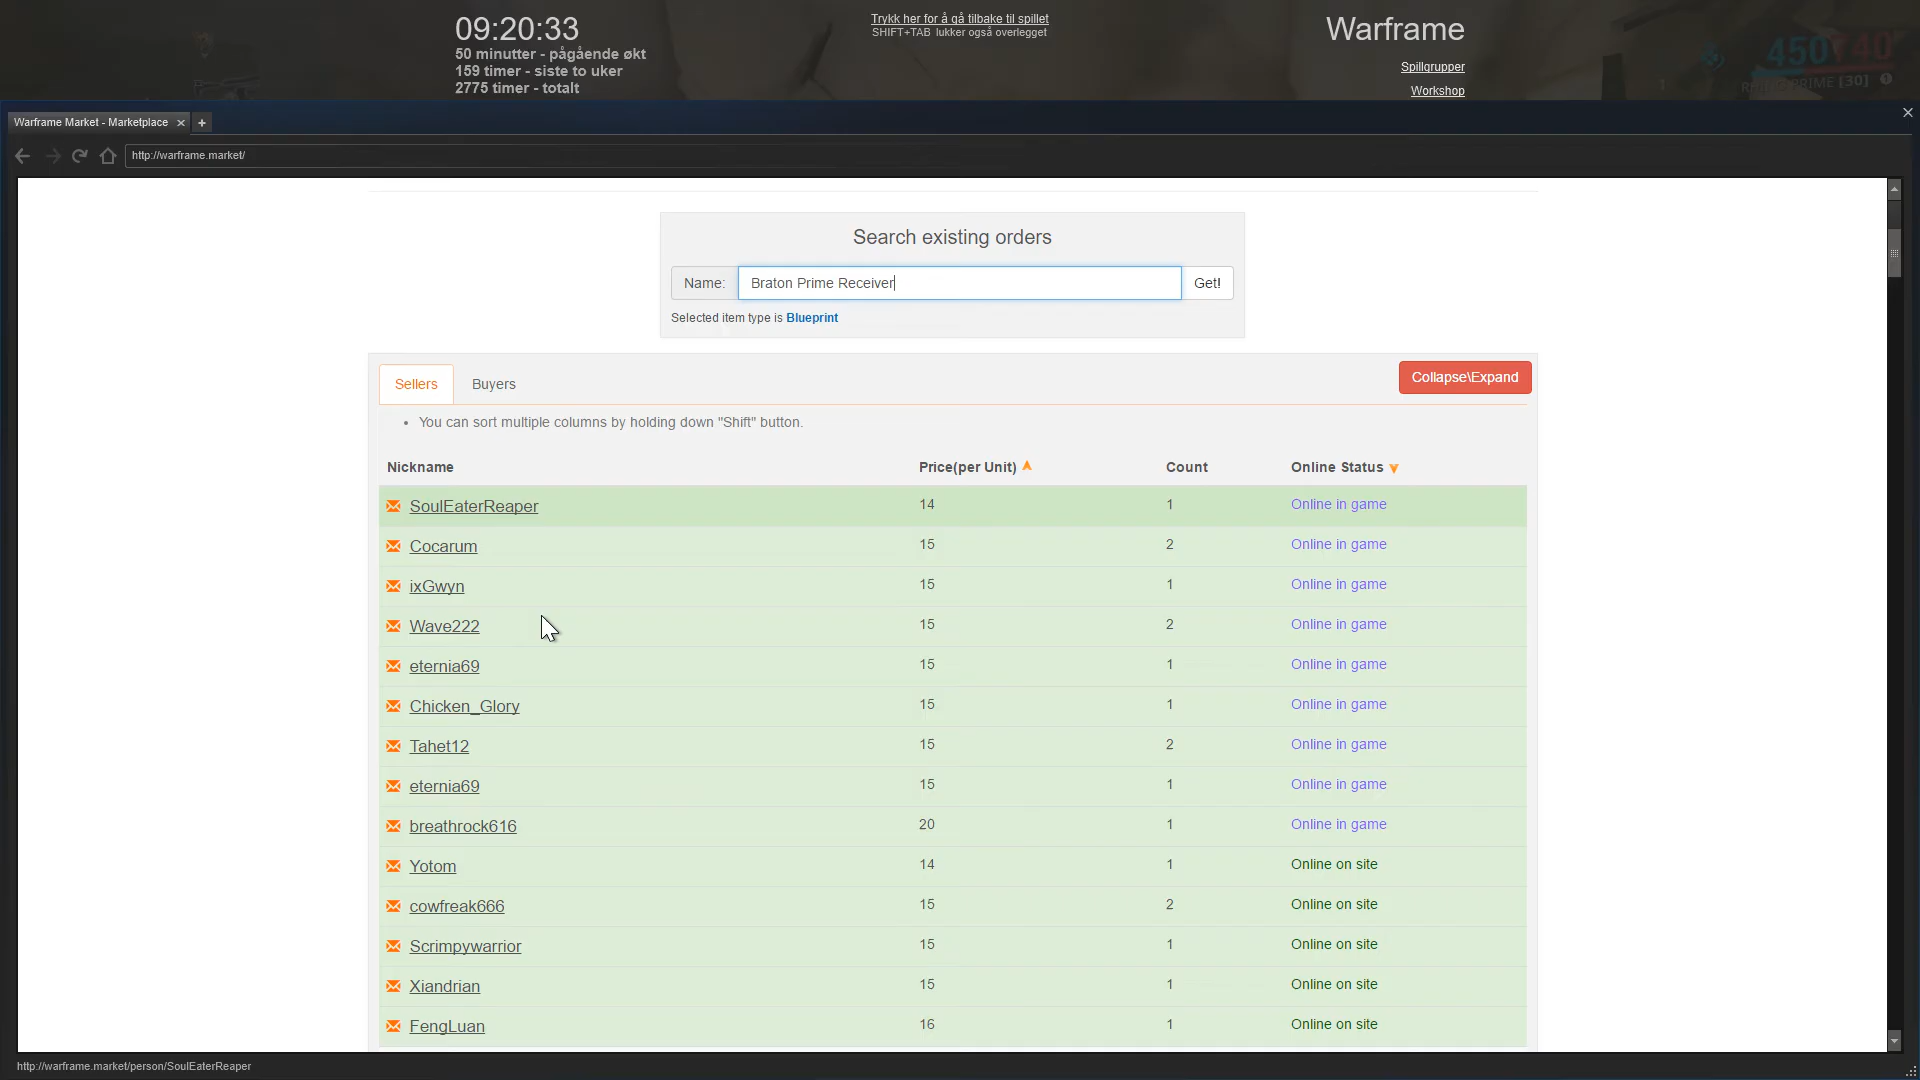 09:20:33
50 minutter - pågående økt
159 timer - siste to uker
2775 timer - totalt
Trykk her for å gå tilbake til spillet
SHIFT+TAB lukker også overlegget
Warframe
Spillgrupper
Workshop
450
PRIME [30]
Warframe Market - Marketplace
http://warframe.market/
Search existing orders
Name: Braton Prime Receiver Get!
Selected item type is Blueprint
Sellers Buyers Collapse\Expand
• You can sort multiple columns by holding down "Shift" button.
Nickname Price(per Unit) Count Online Status
SoulEaterReaper 14 1 Online in game
Cocarum 15 2 Online in game
ixGwyn 15 1 Online in game
Wave222 15 2 Online in game
eternia69 15 1 Online in game
Chicken_Glory 15 1 Online in game
Tahet12 15 2 Online in game
eternia69 15 1 Online in game
breathrock616 20 1 Online in game
Yotom 14 1 Online on site
cowfreak666 15 2 Online on site
Scrimpywarrior 15 1 Online on site
Xiandrian 15 1 Online on site
FengLuan 16 1 Online on site
http://warframe.market/person/SoulEaterReaper